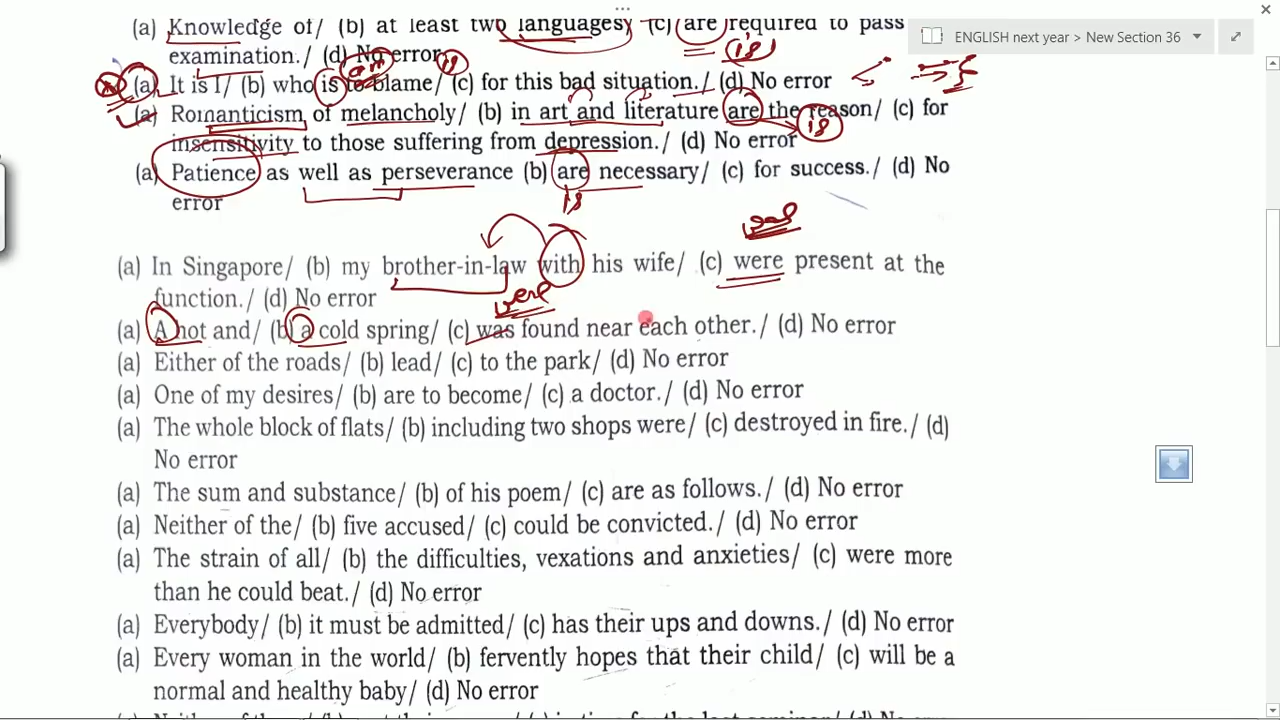 (a) Knowledge of/ (b) at least two languages/ (c) are required to pass
examination./ (d) No error
ENGLISH next year > New Section 36
is
am
(a) It is I/ (b) who is to blame/ (c) for this bad situation./ (d) No error
(a) Romanticism of melancholy/ (b) in art and literature are the reason/ (c) for
is
insensitivity to those suffering from depression./ (d) No error
(a) Patience as well as perseverance (b) are necessary/ (c) for success./ (d) No
error
is
was
(a) In Singapore/ (b) my brother-in-law with his wife/ (c) were present at the
function./ (d) No error
were
(a) A hot and/ (b) a cold spring/ (c) was found near each other./ (d) No error
(a) Either of the roads/ (b) lead/ (c) to the park/ (d) No error
(a) One of my desires/ (b) are to become/ (c) a doctor./ (d) No error
(a) The whole block of flats/ (b) including two shops were/ (c) destroyed in fire./ (d)
No error
(a) The sum and substance/ (b) of his poem/ (c) are as follows./ (d) No error
(a) Neither of the/ (b) five accused/ (c) could be convicted./ (d) No error
(a) The strain of all/ (b) the difficulties, vexations and anxieties/ (c) were more
than he could beat./ (d) No error
(a) Everybody/ (b) it must be admitted/ (c) has their ups and downs./ (d) No error
(a) Every woman in the world/ (b) fervently hopes that their child/ (c) will be a
normal and healthy baby/ (d) No error